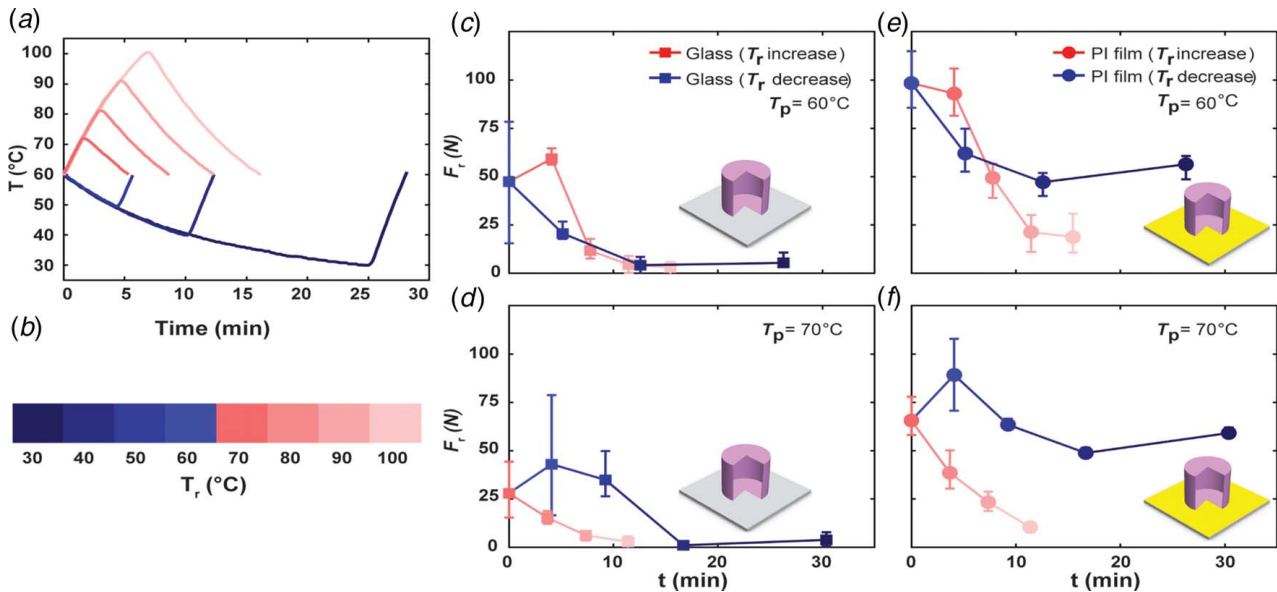 (a)
T (°C)
100
90
80
70
60
50
40
30
0 5 10 15 20 25 30
Time (min)
(b)
30 40 50 60 70 80 90 100
Tr (°C)
(c)
Fr (N)
100
75
50
25
0
Glass (Tr increase)
Glass (Tr decrease)
Tp = 60°C
(d)
Fr (N)
100
75
50
25
0
Tp = 70°C
0 10 20 30
t (min)
(e)
PI film (Tr increase)
PI film (Tr decrease)
Tp = 60°C
(f)
Tp = 70°C
0 10 20 30
t (min)